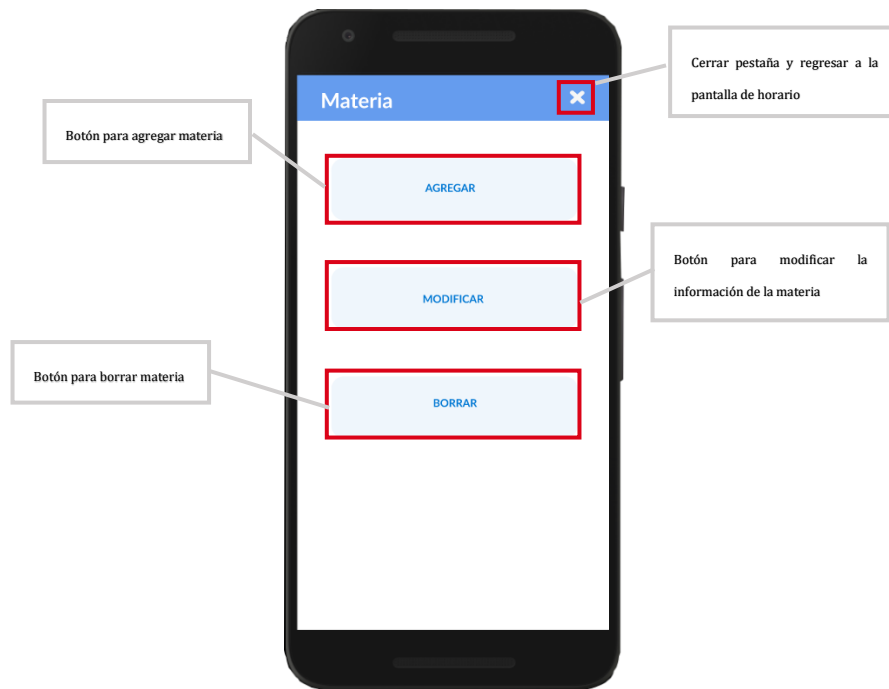 Cerrar pestaña y regresar a la
pantalla de horario
Materia
Botón para agregar materia
AGREGAR
Botón para modificar la
información de la materia
MODIFICAR
Botón para borrar materia
BORRAR